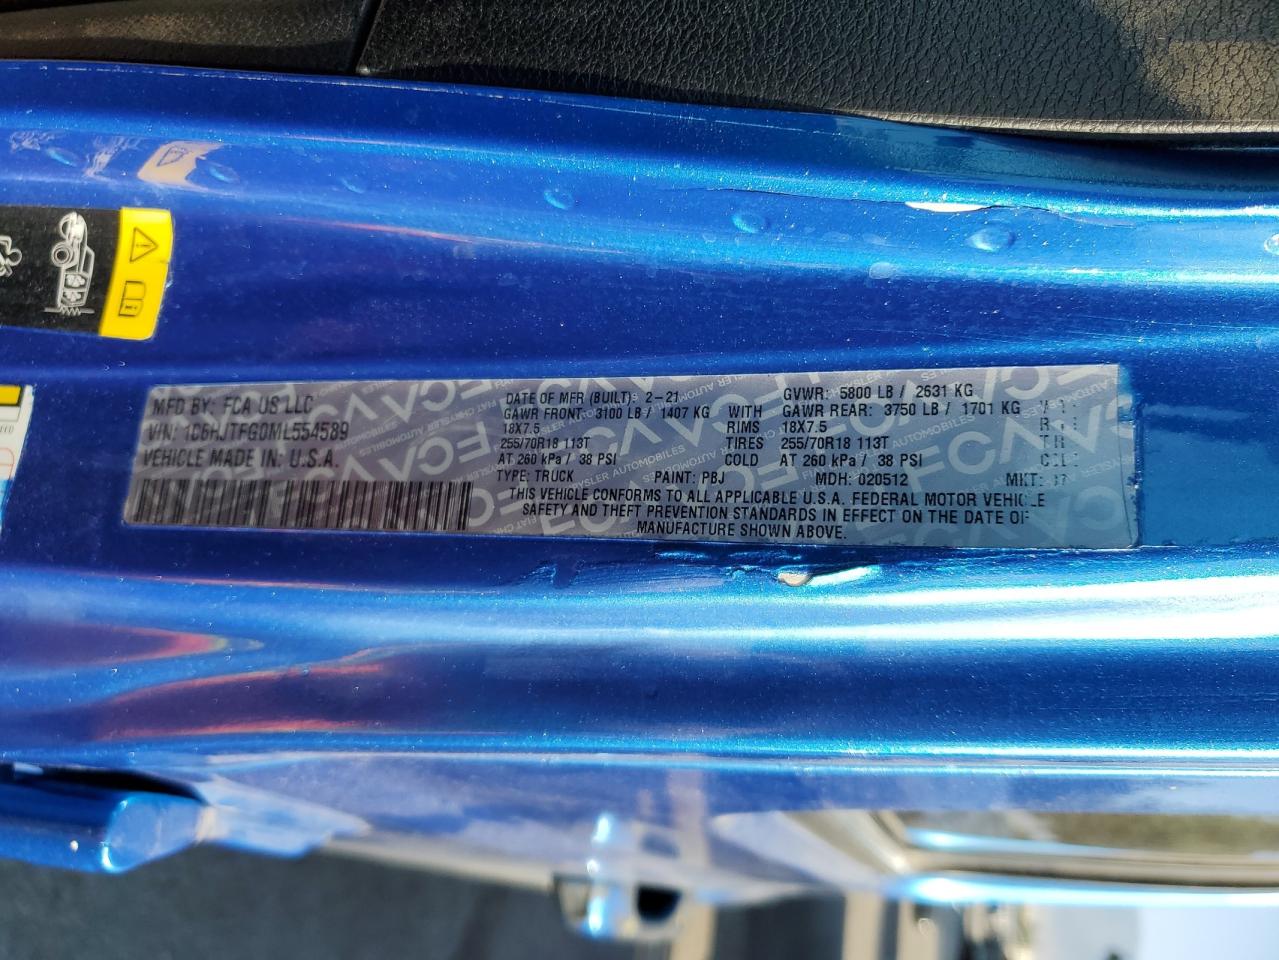 MFD BY: FCA US LLC
VIN: 1C6HJTFG0ML554589
VEHICLE MADE IN: U.S.A.
DATE OF MFR (BUILT): 2-21 GVWR: 5800 LB / 2631 KG
GAWR FRONT: 3100 LB / 1407 KG WITH GAWR REAR: 3750 LB / 1701 KG
18X7.5 RIMS 18X7.5
255/70R18 113T TIRES 255/70R18 113T
AT 260 kPa / 38 PSI COLD AT 260 kPa / 38 PSI
TYPE: TRUCK PAINT: PBJ MDH: 020512 MKT:
THIS VEHICLE CONFORMS TO ALL APPLICABLE U.S.A. FEDERAL MOTOR VEHICLE
SAFETY AND THEFT PREVENTION STANDARDS IN EFFECT ON THE DATE OF
MANUFACTURE SHOWN ABOVE.